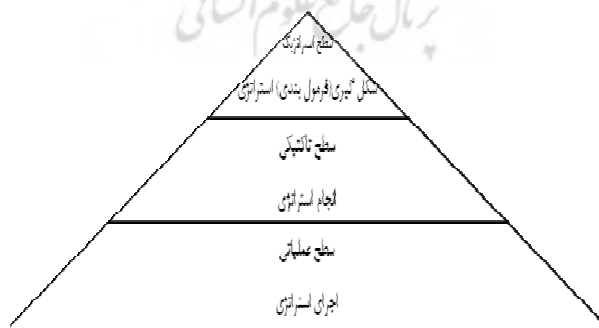 پرتال جامع علوم انسانی
سطح استراتژیک
شکل گیری(فرمول بندی) استراتژی
سطح تاکتیکی
انجام استراتژی
سطح عملیاتی
اجرای استراتژی